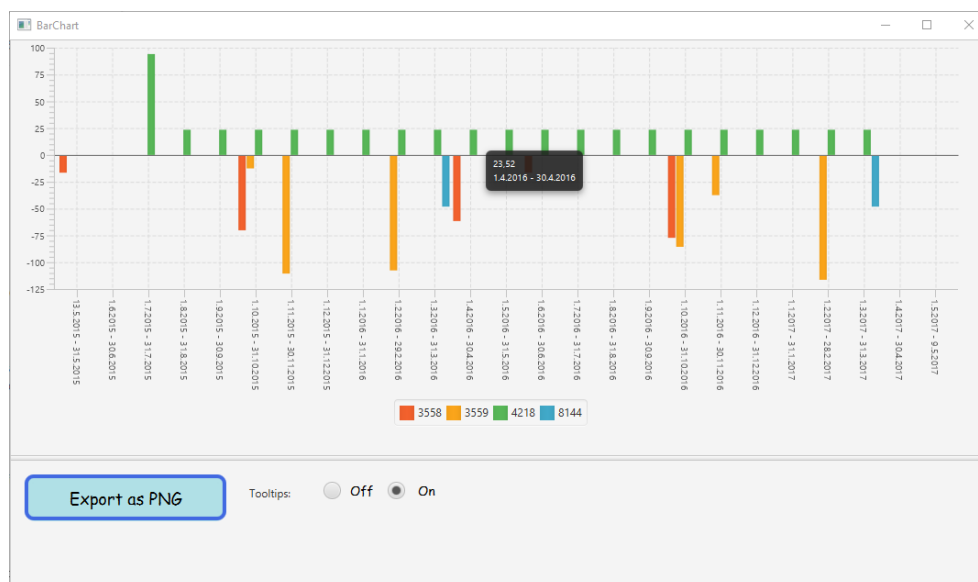 BarChart
100
75
50
25
0
-25
-50
-75
-100
-125
23,52
1.4.2016 - 30.4.2016
13.5.2015 - 31.5.2015
1.6.2015 - 30.6.2015
1.7.2015 - 31.7.2015
1.8.2015 - 31.8.2015
1.9.2015 - 30.9.2015
1.10.2015 - 31.10.2015
1.11.2015 - 30.11.2015
1.12.2015 - 31.12.2015
1.1.2016 - 31.1.2016
1.2.2016 - 29.2.2016
1.3.2016 - 31.3.2016
1.4.2016 - 30.4.2016
1.5.2016 - 31.5.2016
1.6.2016 - 30.6.2016
1.7.2016 - 31.7.2016
1.8.2016 - 31.8.2016
1.9.2016 - 30.9.2016
1.10.2016 - 31.10.2016
1.11.2016 - 30.11.2016
1.12.2016 - 31.12.2016
1.1.2017 - 31.1.2017
1.2.2017 - 28.2.2017
1.3.2017 - 31.3.2017
1.4.2017 - 30.4.2017
1.5.2017 - 9.5.2017
3558 3559 4218 8144
Export as PNG Tooltips: Off On